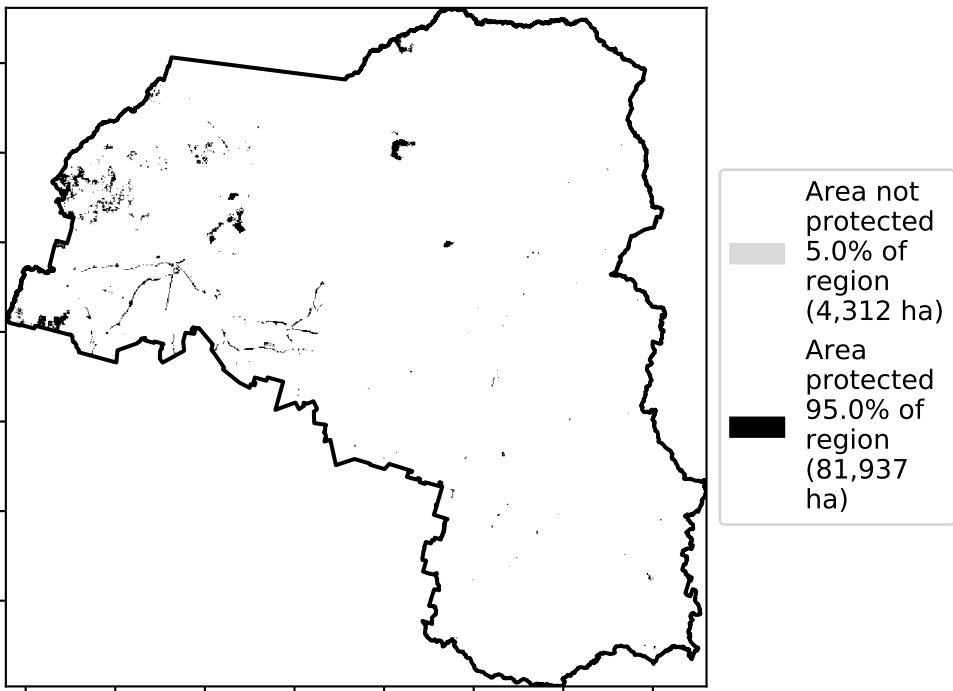 Area not
protected
5.0% of
region
(4,312 ha)
Area
protected
95.0% of
region
(81,937
ha)